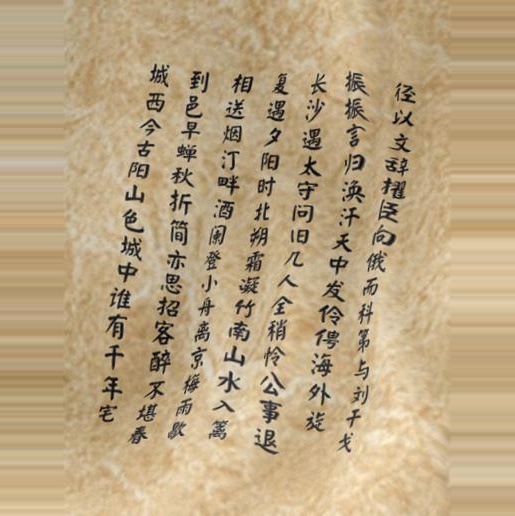 径以文辞擢臣向俄而科第与刘干戈
振振言归涣汗天中发伶俜海外旋
长沙遇太守问旧几人全稍怜公事退
复遇夕阳时北朔霜凝竹南山水入篱
相送烟汀畔酒阑登小舟离京梅雨歇
到邑早蝉秋折简亦思招客醉不堪春
城西今古阳山色城中谁有千年宅